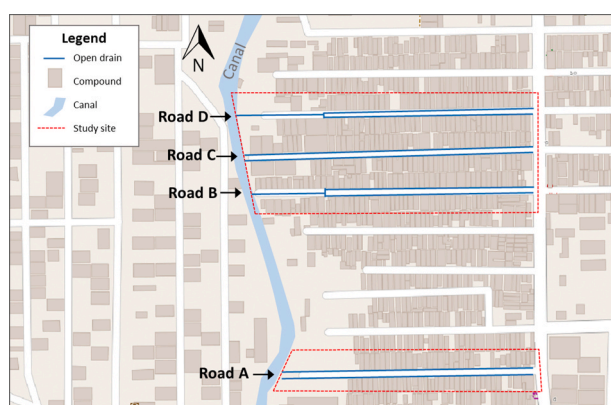 Legend
Open drain
Compound
Canal
Study site
N
Canal
Road D
Road C
Road B
Road A